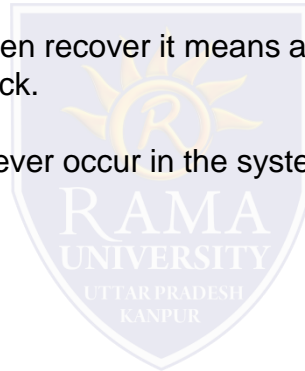 en recover it means a
ck.
ever occur in the syste
R
RAMA
UNIVERSITY
UTTAR PRADESH
KANPUR